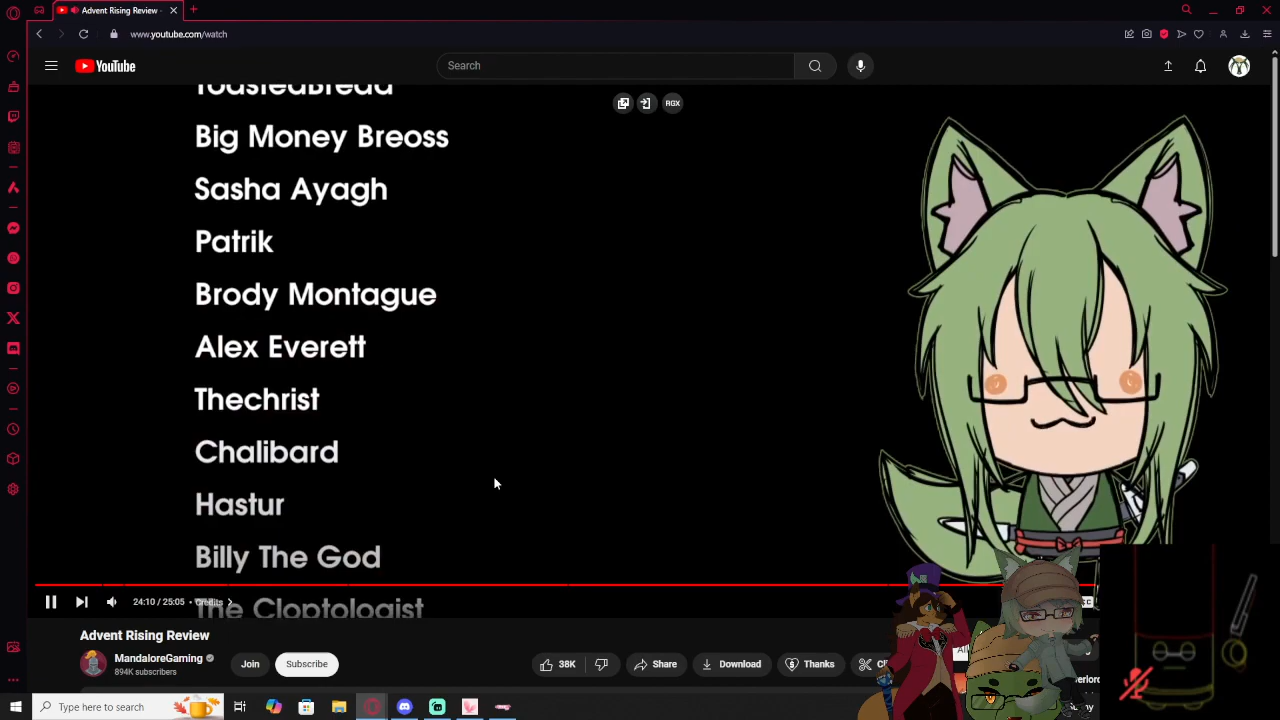 Advent Rising Review -
www.youtube.com/watch
YouTube
Search
RGX
ToastedBread
Big Money Breoss
Sasha Ayagh
Patrik
Brody Montague
Alex Everett
Thechrist
Chalibard
Hastur
Billy The God
The Cloptologist
24:10 / 25:05 • Credits
Advent Rising Review
MandaloreGaming
894K subscribers
Join
Subscribe
38K
Share
Download
Thanks
Type here to search